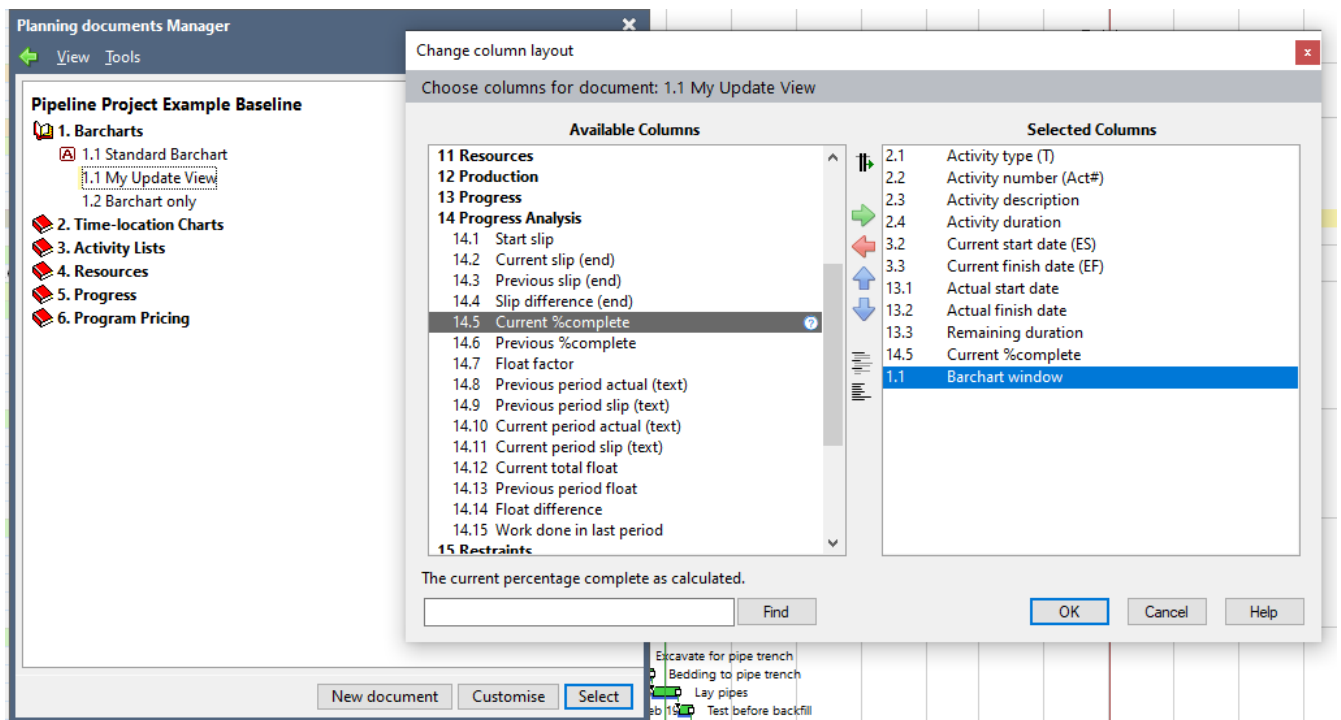 Planning documents Manager
View Tools
Pipeline Project Example Baseline
1. Barcharts
A 1.1 Standard Barchart
1.1 My Update View
1.2 Barchart only
2. Time-location Charts
3. Activity Lists
4. Resources
5. Progress
6. Program Pricing
New document Customise Select
Change column layout
x
Choose columns for document: 1.1 My Update View
Available Columns
11 Resources
12 Production
13 Progress
14 Progress Analysis
14.1 Start slip
14.2 Current slip (end)
14.3 Previous slip (end)
14.4 Slip difference (end)
14.5 Current %complete ?
14.6 Previous %complete
14.7 Float factor
14.8 Previous period actual (text)
14.9 Previous period slip (text)
14.10 Current period actual (text)
14.11 Current period slip (text)
14.12 Current total float
14.13 Previous period float
14.14 Float difference
14.15 Work done in last period
15 Restraints
Selected Columns
2.1 Activity type (T)
2.2 Activity number (Act#)
2.3 Activity description
2.4 Activity duration
3.2 Current start date (ES)
3.3 Current finish date (EF)
13.1 Actual start date
13.2 Actual finish date
13.3 Remaining duration
14.5 Current %complete
1.1 Barchart window
The current percentage complete as calculated.
Find OK Cancel Help
Excavate for pipe trench
Bedding to pipe trench
Lay pipes
Test before backfill